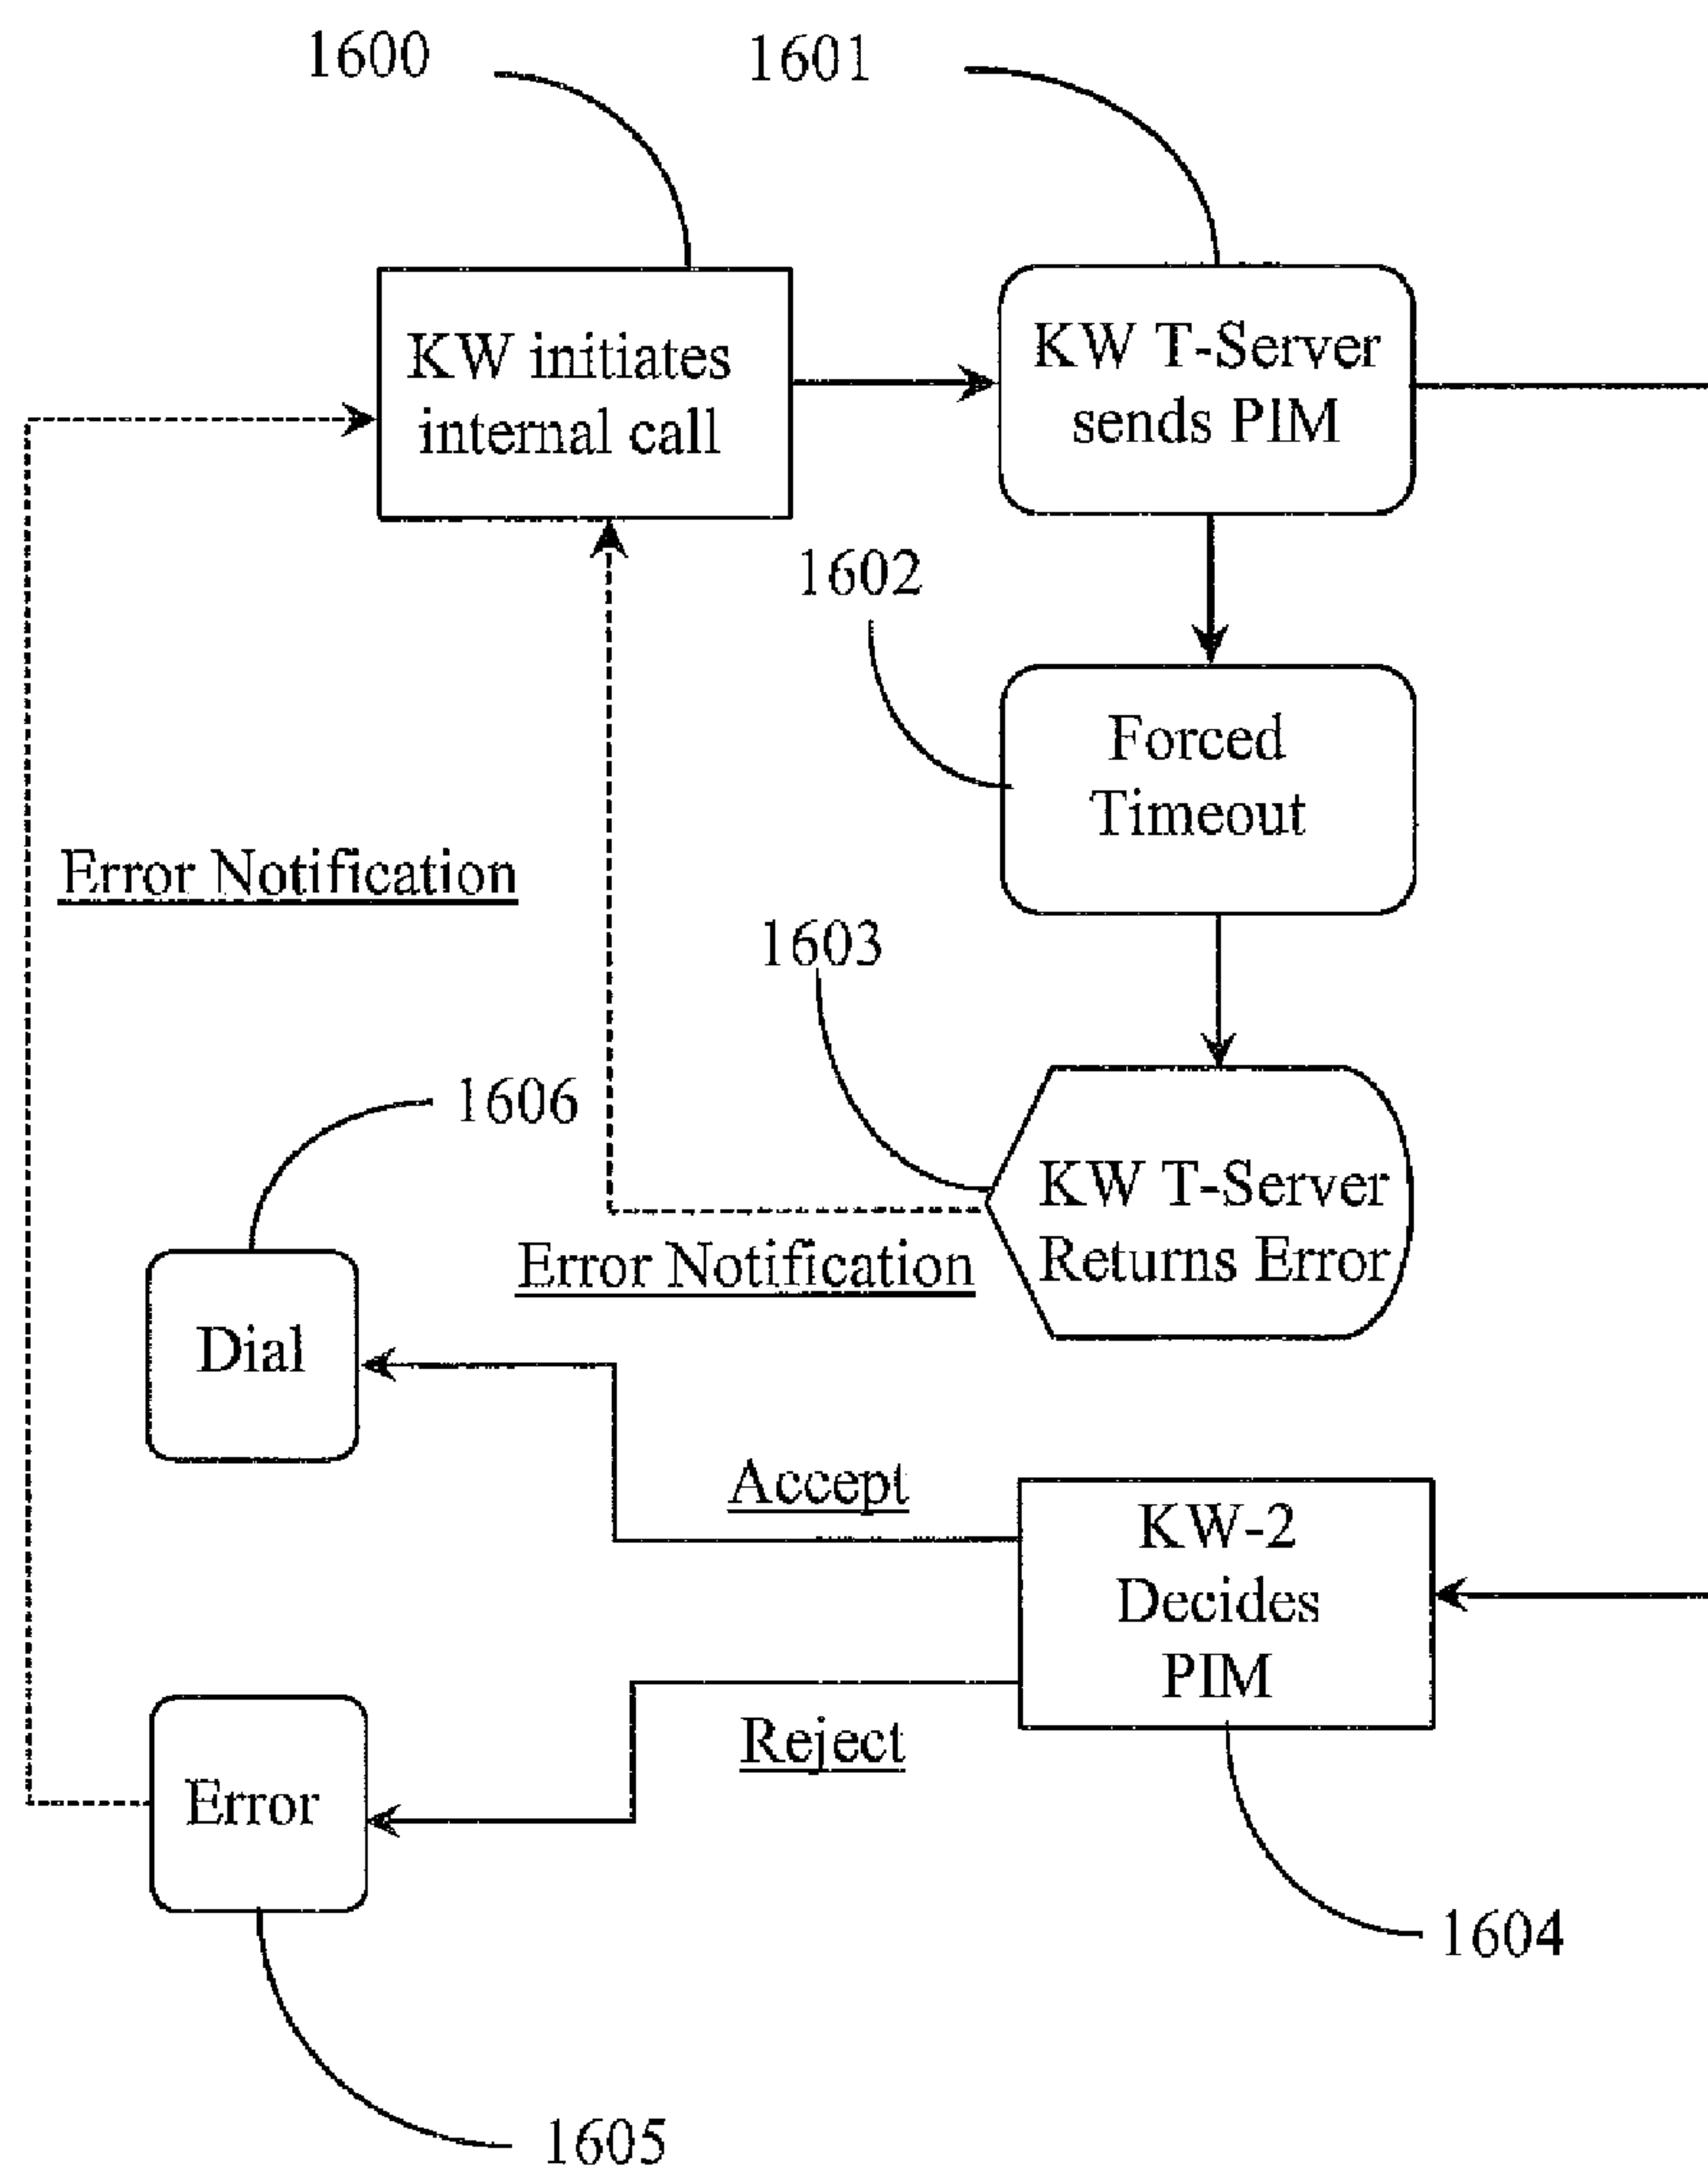 1600
1601
KW initiates
internal call
KW T-Server
sends PIM
1602
Forced
Timeout
Error Notification
1603
1606
KW T-Server
Returns Error
Error Notification
Dial
Accept
KW-2
Decides
PIM
Reject
Error
1604
1605